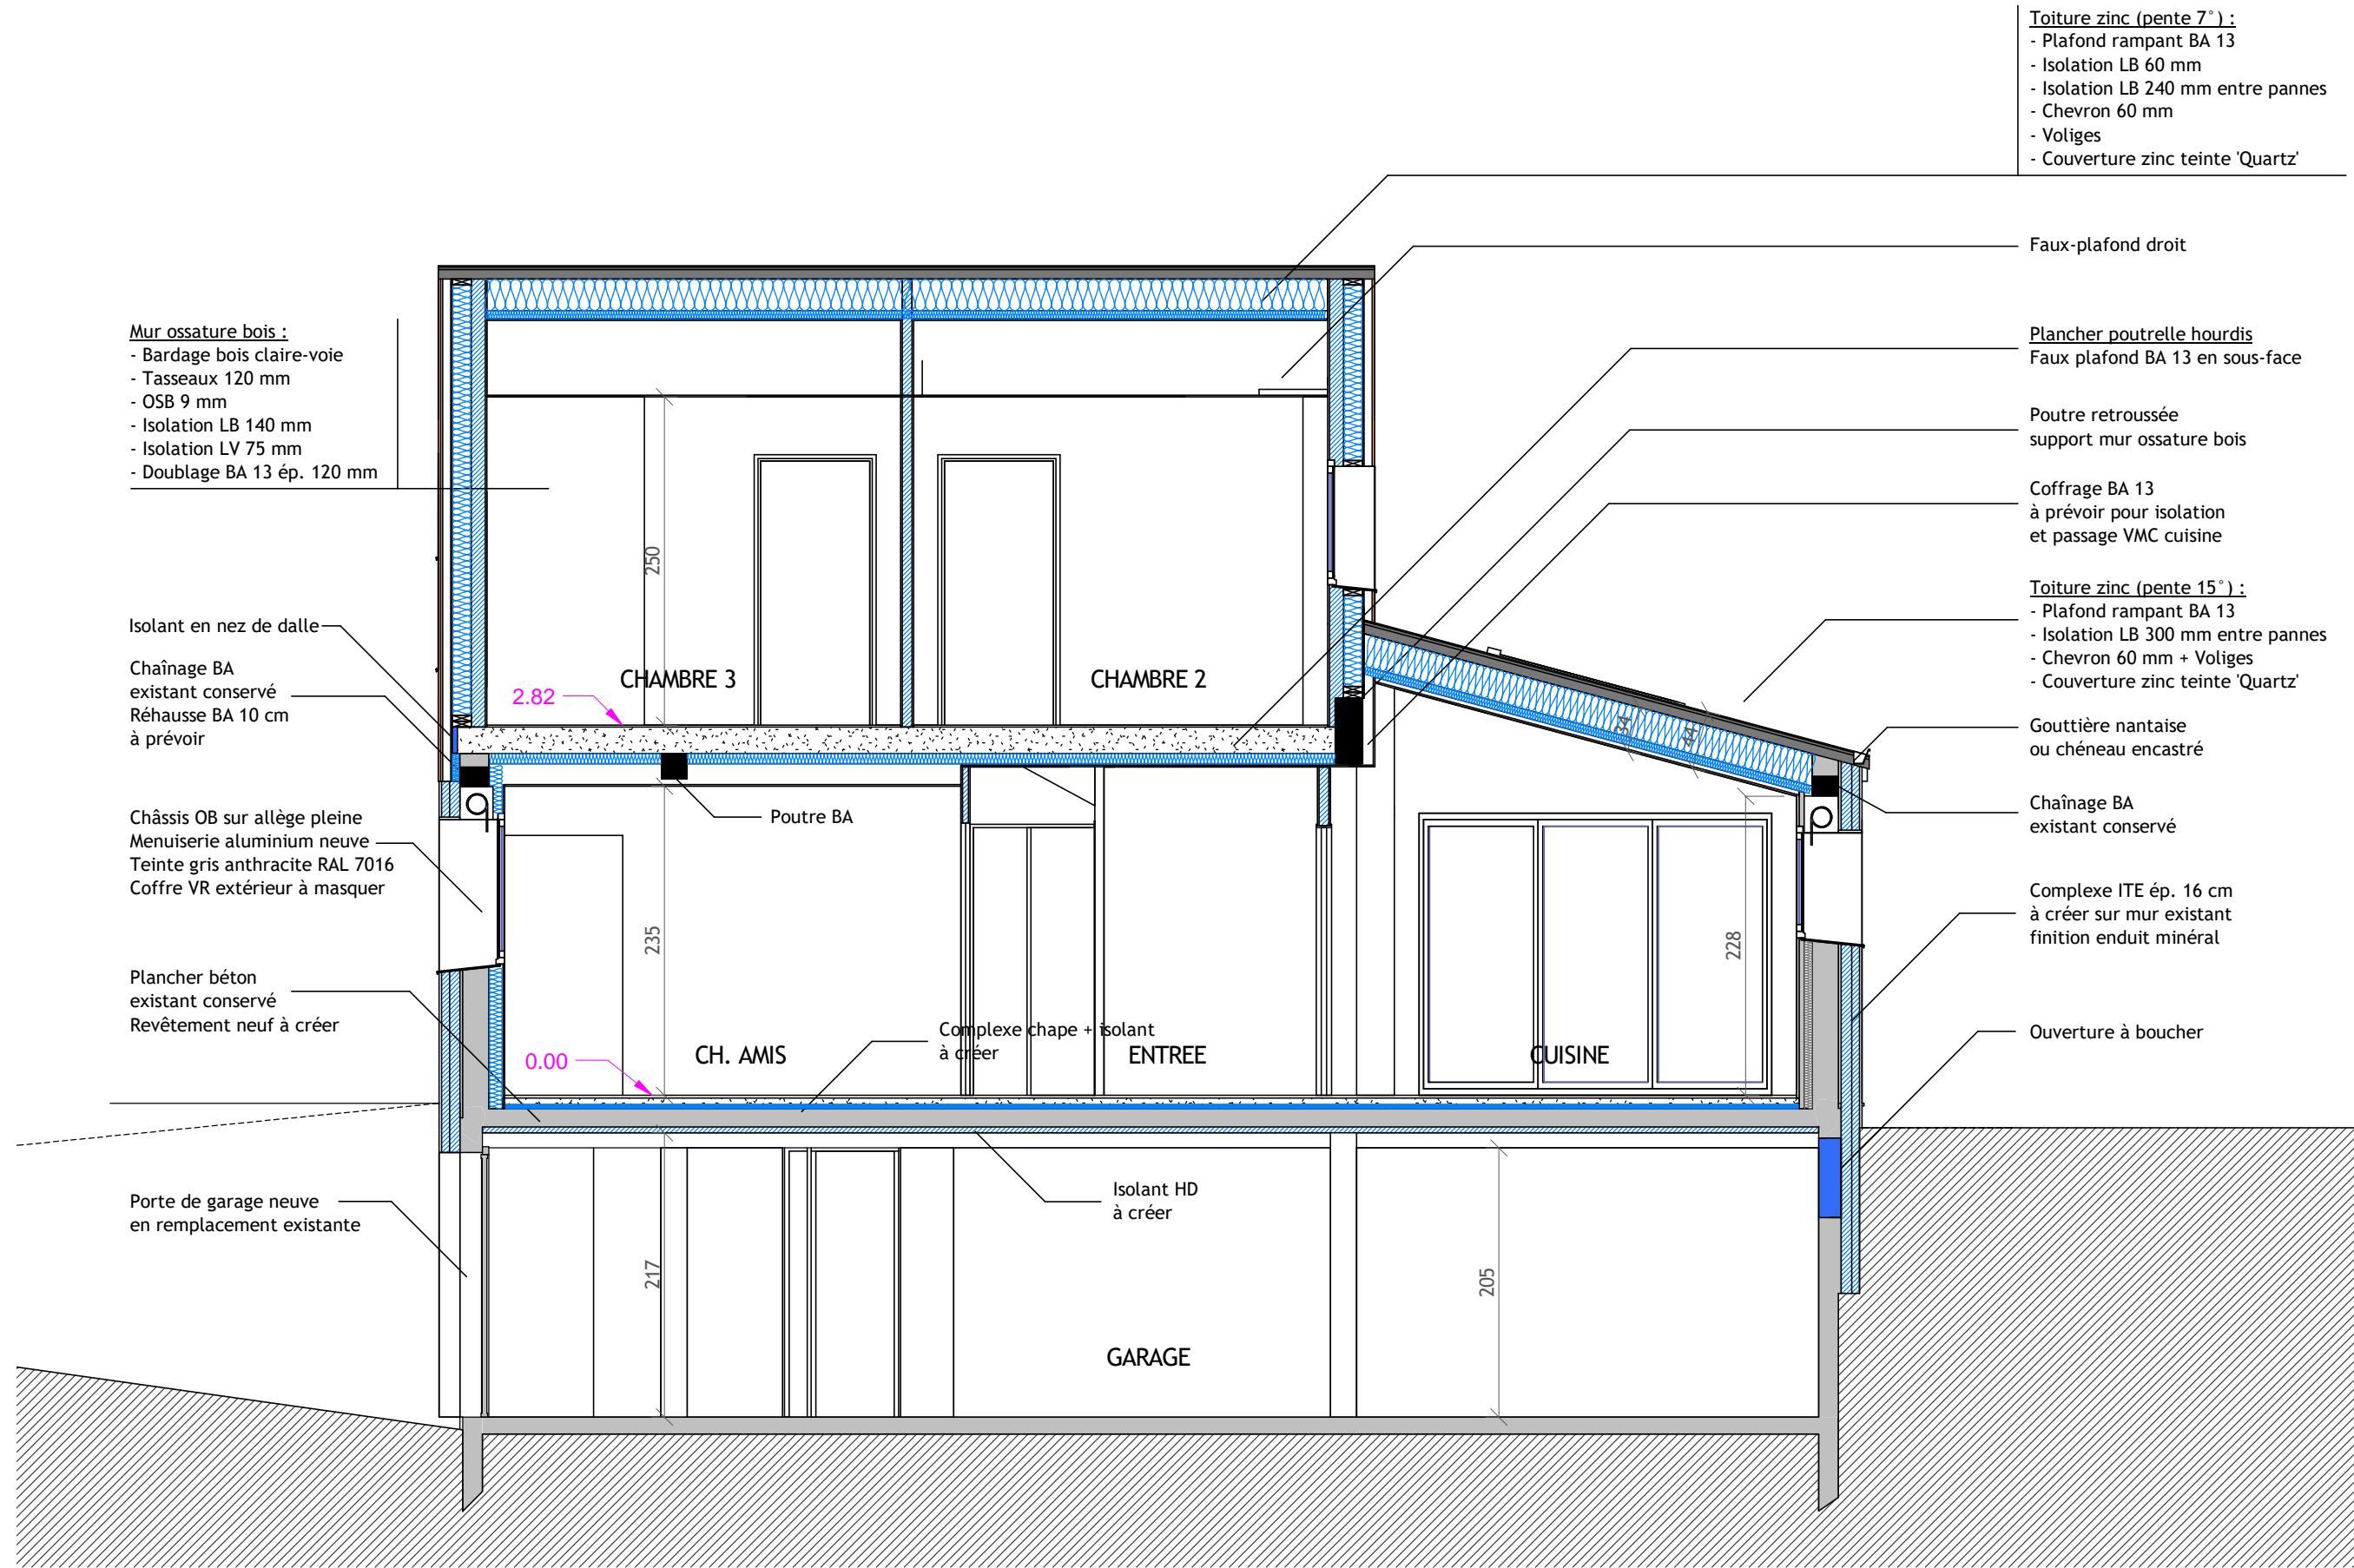 Toiture zinc (pente 7°) :
- Plafond rampant BA 13
- Isolation LB 60 mm
- Isolation LB 240 mm entre pannes
- Chevron 60 mm
- Voliges
- Couverture zinc teinte 'Quartz'
Faux-plafond droit
Mur ossature bois :
- Bardage bois claire-voie
- Tasseaux 120 mm
- OSB 9 mm
- Isolation LB 140 mm
- Isolation LV 75 mm
- Doublage BA 13 ép. 120 mm
Plancher poutrelle hourdis
Faux plafond BA 13 en sous-face
Poutre retroussée
support mur ossature bois
Coffrage BA 13
à prévoir pour isolation
et passage VMC cuisine
250
Toiture zinc (pente 15°) :
- Plafond rampant BA 13
- Isolation LB 300 mm entre pannes
- Chevron 60 mm + Voliges
- Couverture zinc teinte 'Quartz'
Isolant en nez de dalle
Chaînage BA
existant conservé
Réhausse BA 10 cm
à prévoir
CHAMBRE 3
CHAMBRE 2
2.82
34
44
Gouttière nantaise
ou chéneau encastré
Chaînage BA
existant conservé
Poutre BA
Châssis OB sur allège pleine
Menuiserie aluminium neuve
Teinte gris anthracite RAL 7016
Coffre VR extérieur à masquer
Complexe ITE ép. 16 cm
à créer sur mur existant
finition enduit minéral
235
228
Plancher béton
existant conservé
Revêtement neuf à créer
Complexe chape + isolant
à créer
Ouverture à boucher
0.00
CH. AMIS
ENTREE
CUISINE
Porte de garage neuve
en remplacement existante
Isolant HD
à créer
217
205
GARAGE